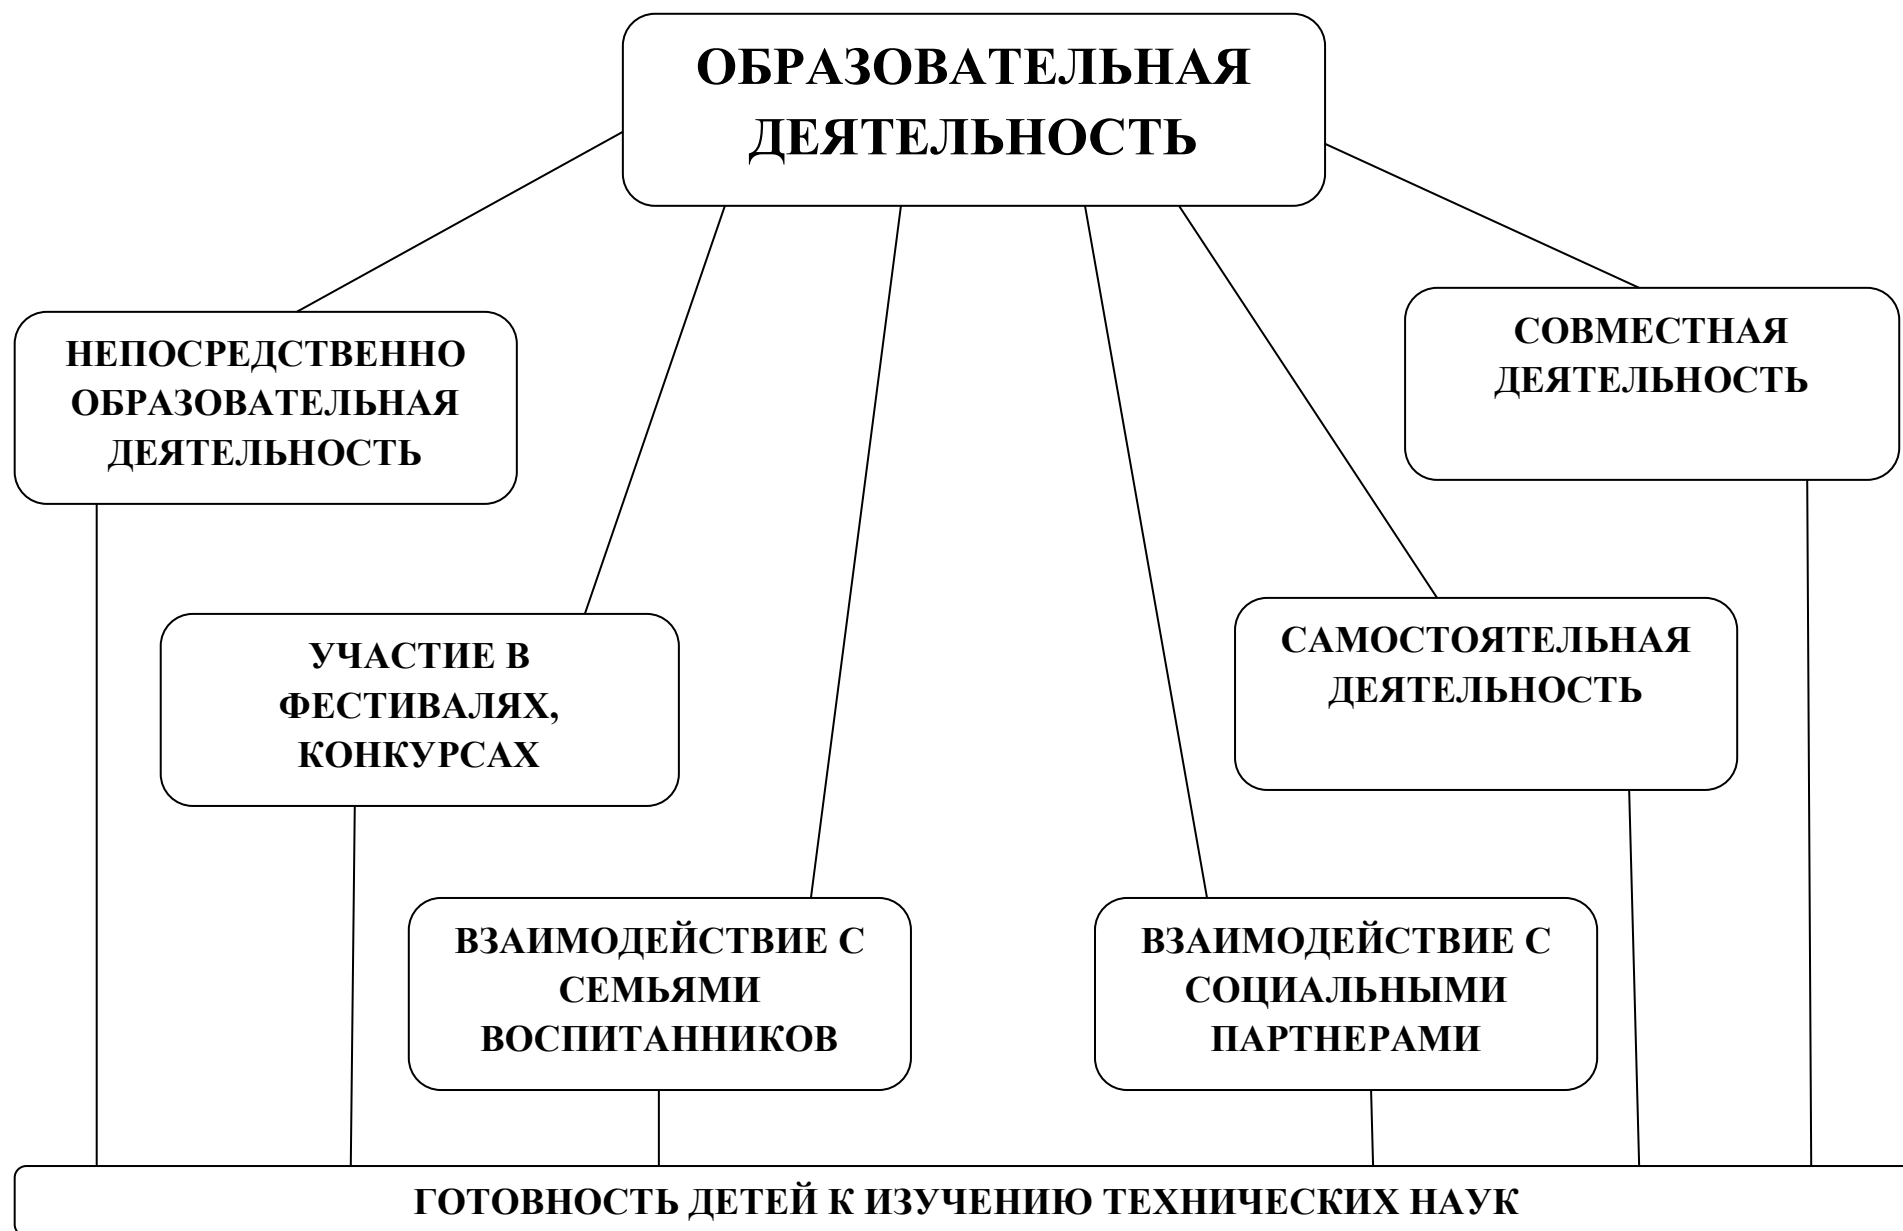 ОБРАЗОВАТЕЛЬНАЯ
ДЕЯТЕЛЬНОСТЬ
НЕПОСРЕДСТВЕННО
ОБРАЗОВАТЕЛЬНАЯ
ДЕЯТЕЛЬНОСТЬ
СОВМЕСТНАЯ
ДЕЯТЕЛЬНОСТЬ
УЧАСТИЕ В
ФЕСТИВАЛЯХ,
КОНКУРСАХ
САМОСТОЯТЕЛЬНАЯ
ДЕЯТЕЛЬНОСТЬ
ВЗАИМОДЕЙСТВИЕ С
СЕМЬЯМИ
ВОСПИТАННИКОВ
ВЗАИМОДЕЙСТВИЕ С
СОЦИАЛЬНЫМИ
ПАРТНЕРАМИ
ГОТОВНОСТЬ ДЕТЕЙ К ИЗУЧЕНИЮ ТЕХНИЧЕСКИХ НАУК